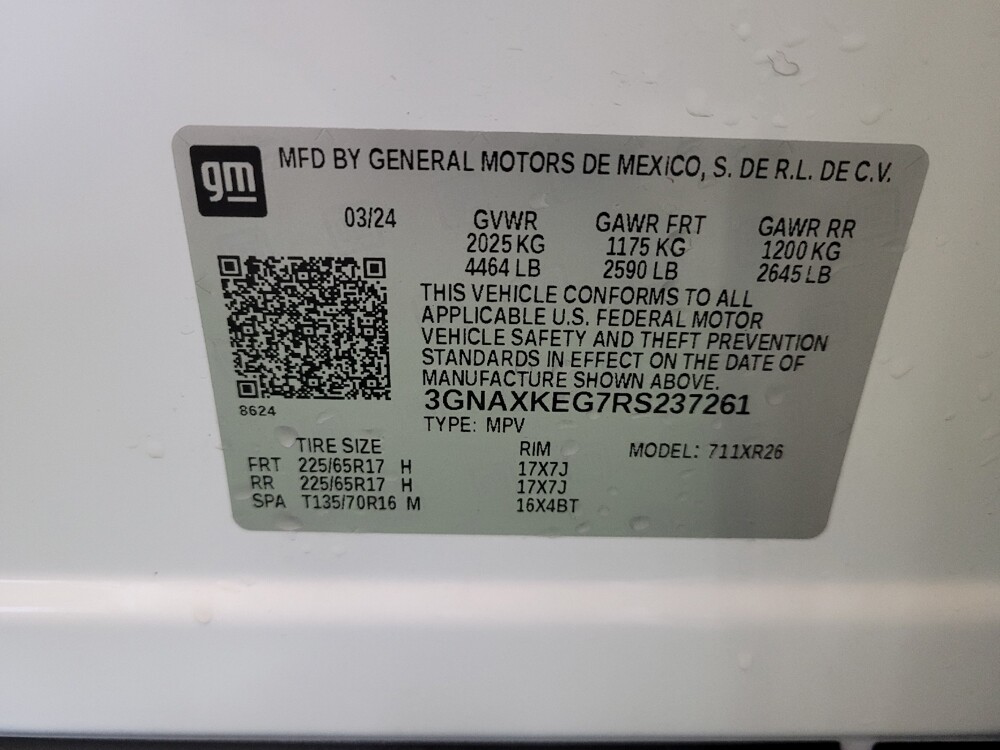 gm MFD BY GENERAL MOTORS DE MEXICO, S. DE R.L. DE C.V.
03/24 GVWR GAWR FRT GAWR RR
2025 KG 1175 KG 1200 KG
4464 LB 2590 LB 2645 LB
THIS VEHICLE CONFORMS TO ALL
APPLICABLE U.S. FEDERAL MOTOR
VEHICLE SAFETY AND THEFT PREVENTION
STANDARDS IN EFFECT ON THE DATE OF
MANUFACTURE SHOWN ABOVE.
3GNAXKEG7RS237261
8624
TYPE: MPV
TIRE SIZE RIM MODEL: 711XR26
FRT 225/65R17 H 17X7J
RR 225/65R17 H 17X7J
SPA T135/70R16 M 16X4BT